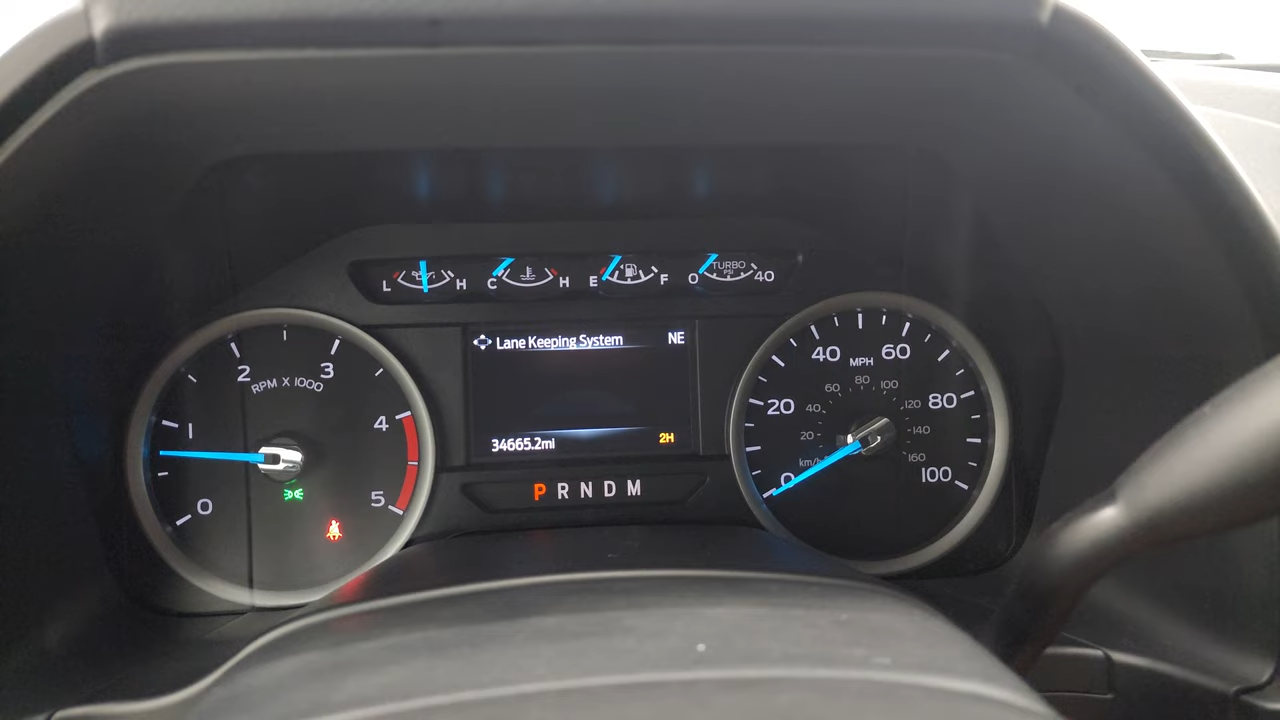 L H C H E F 0 TURBO PSI 40
Lane Keeping System NE
34665.2mi 2H
P R N D M
0 1 2 3 4 5
RPM X 1000
0 20 40 60 80 100
MPH
20 40 60 80 100 120 140 160
km/h